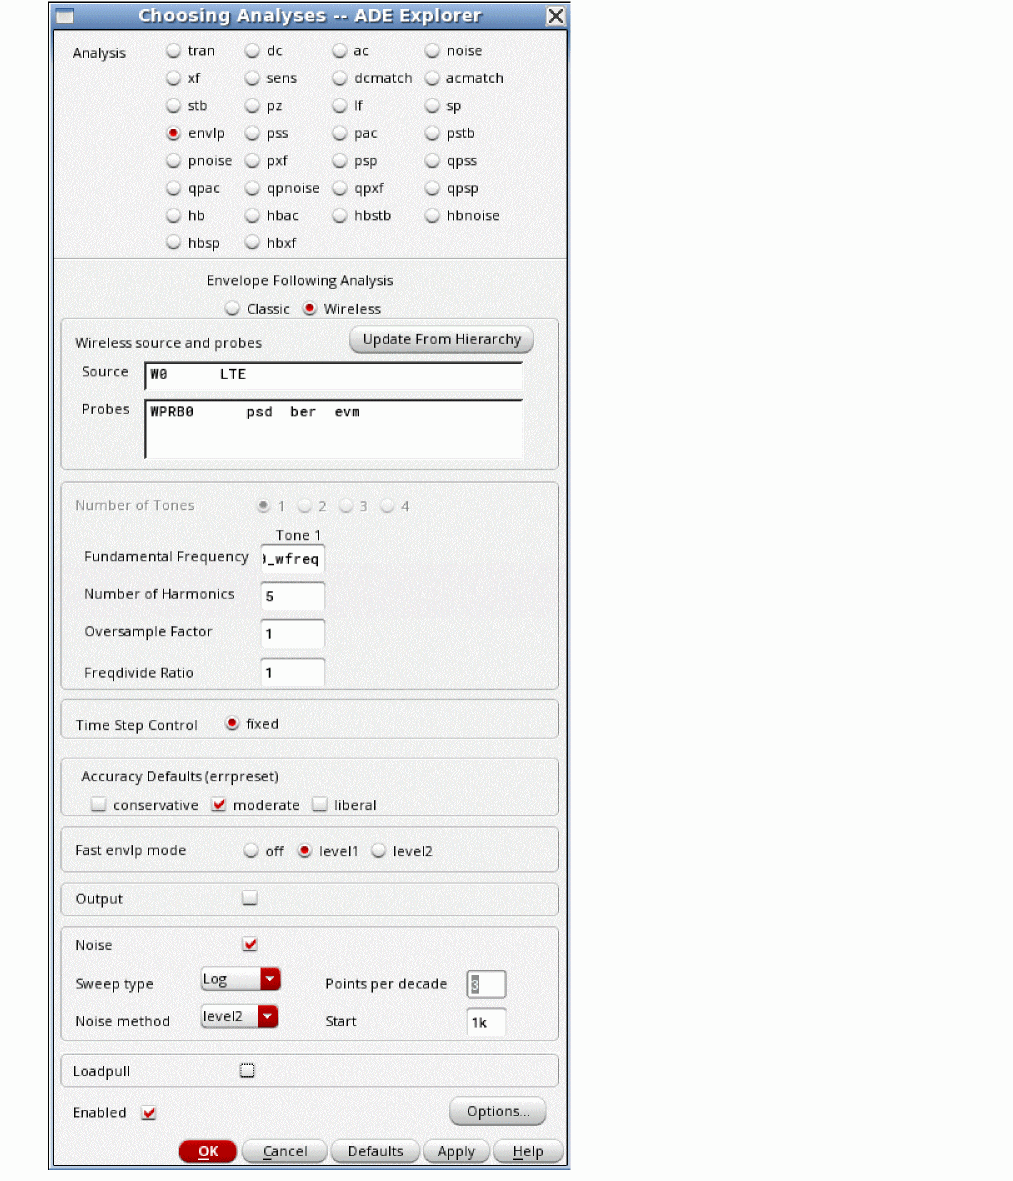 Choosing Analyses -- ADE Explorer
Analysis tran dc ac noise
xf sens dcmatch acmatch
stb pz lf sp
envlp pss pac pstb
pnoise pxf psp qpss
qpac qpnoise qpxf qpsp
hb hbac hbstb hbnoise
hbsp hbxf
Envelope Following Analysis
Classic Wireless
Wireless source and probes Update From Hierarchy
Source W0 LTE
Probes WPRB0 psd ber evm
Number of Tones 1 2 3 4
Tone 1
Fundamental Frequency _wfreq
Number of Harmonics 5
Oversample Factor 1
Freqdivide Ratio 1
Time Step Control fixed
Accuracy Defaults (errpreset)
conservative moderate liberal
Fast envlp mode off level1 level2
Output
Noise
Sweep type Log Points per decade 3
Noise method level2 Start 1k
Loadpull
Enabled Options...
OK Cancel Defaults Apply Help